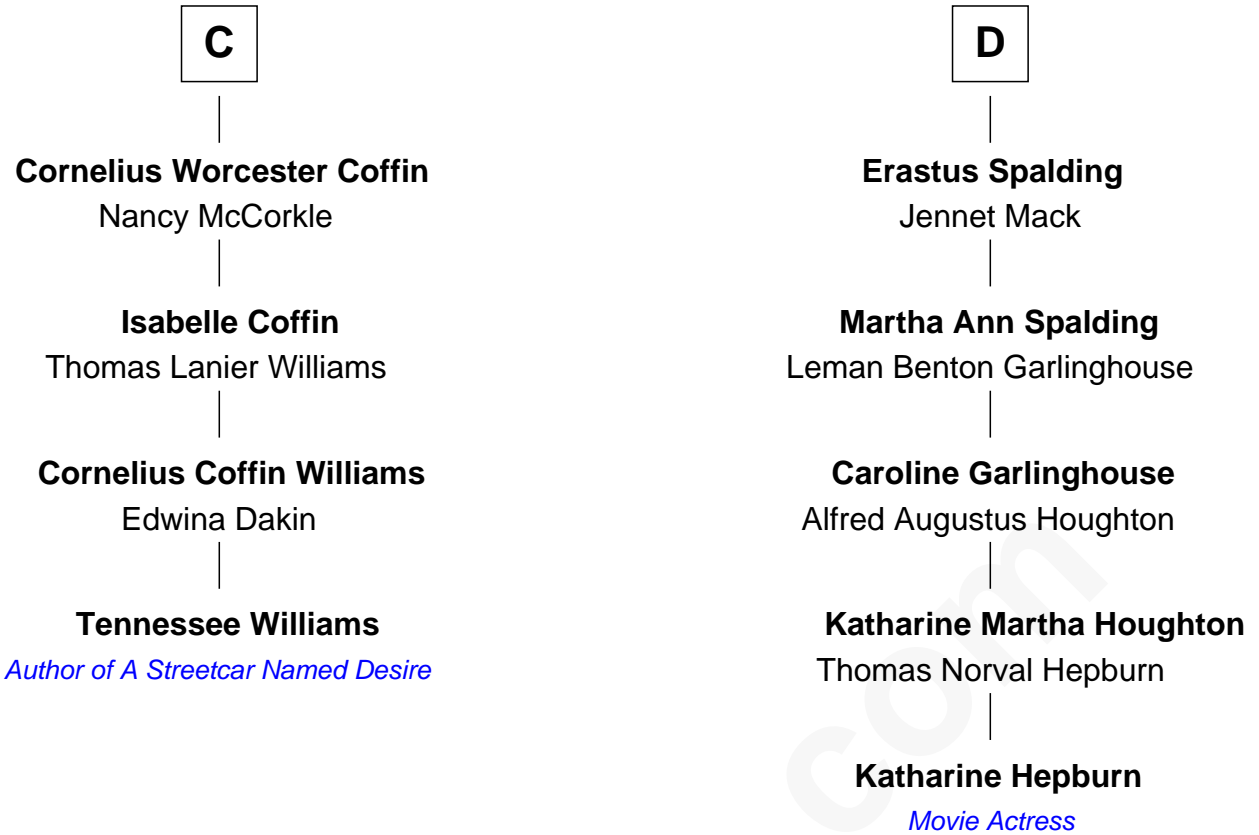 C
Cornelius Worcester Coffin
Nancy McCorkle
Isabelle Coffin
Thomas Lanier Williams
Cornelius Coffin Williams
Edwina Dakin
Tennessee Williams
Author of A Streetcar Named Desire
D
Erastus Spalding
Jennet Mack
Martha Ann Spalding
Leman Benton Garlinghouse
Caroline Garlinghouse
Alfred Augustus Houghton
Katharine Martha Houghton
Thomas Norval Hepburn
Katharine Hepburn
Movie Actress
com